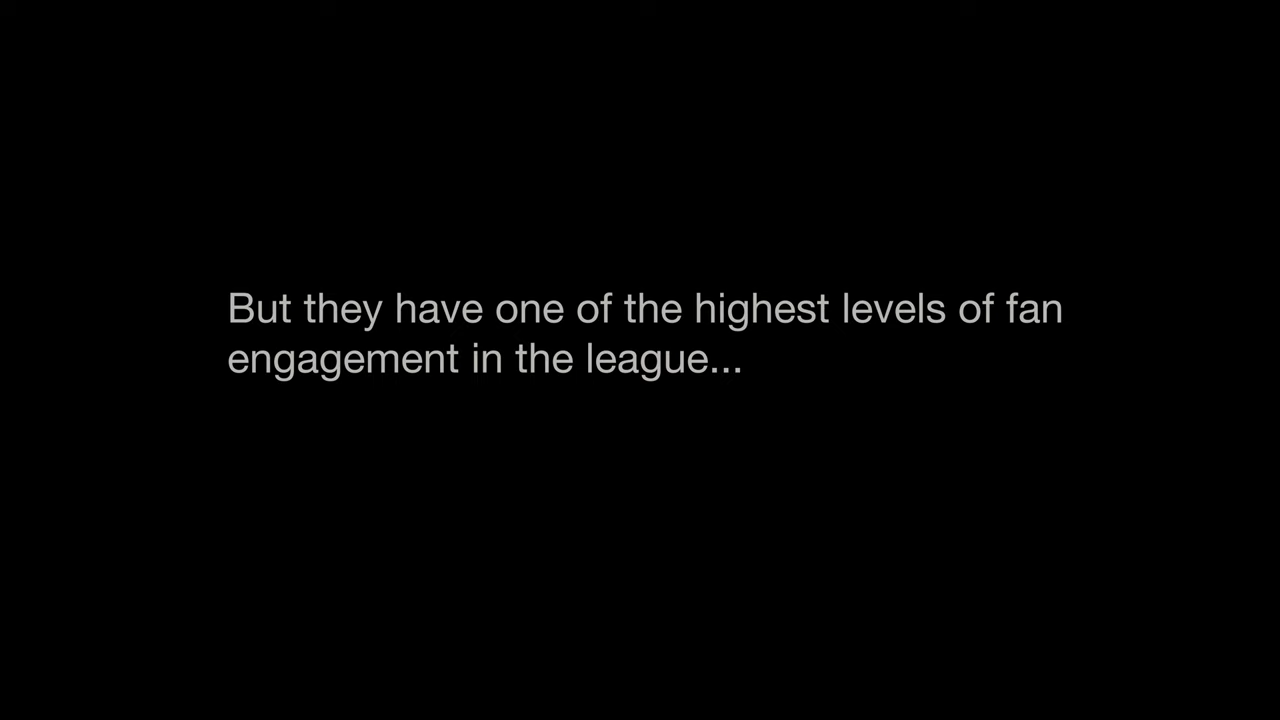 But they have one of the highest levels of fan
engagement in the league...